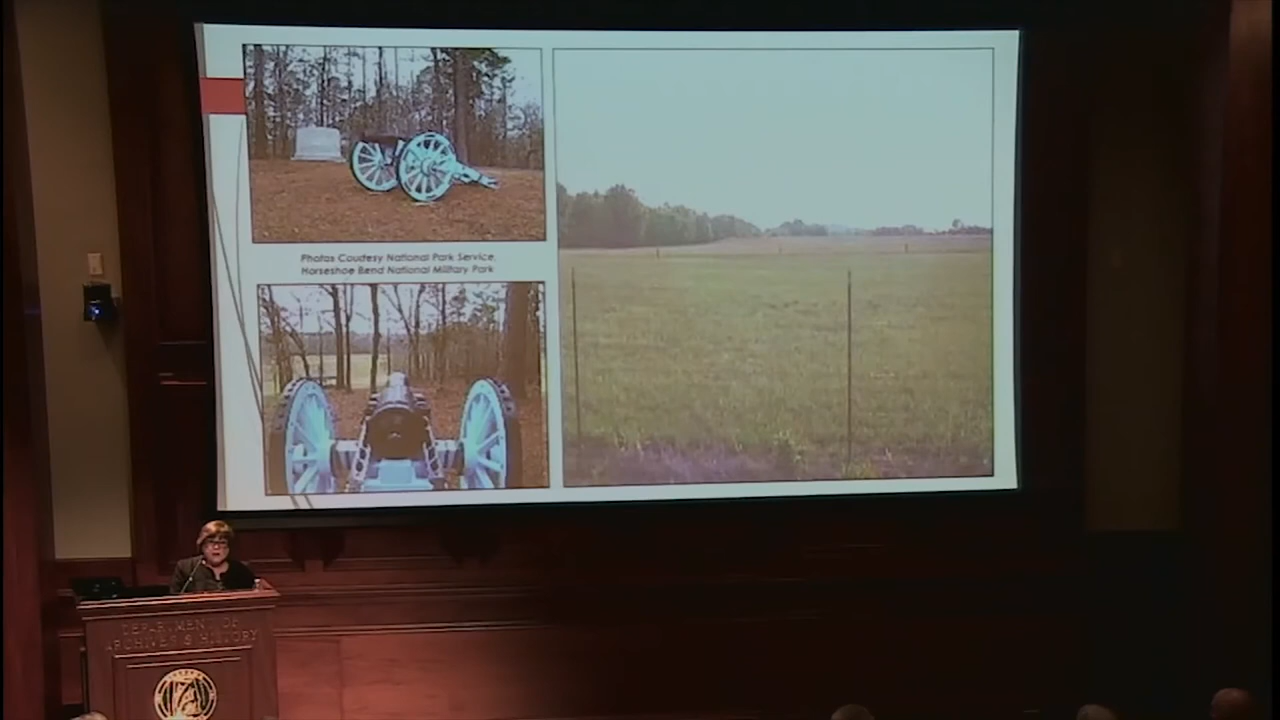 Photos Courtesy National Park Service,
Horseshoe Bend National Military Park
DEPARTMENT OF
ARCHIVES & HISTORY